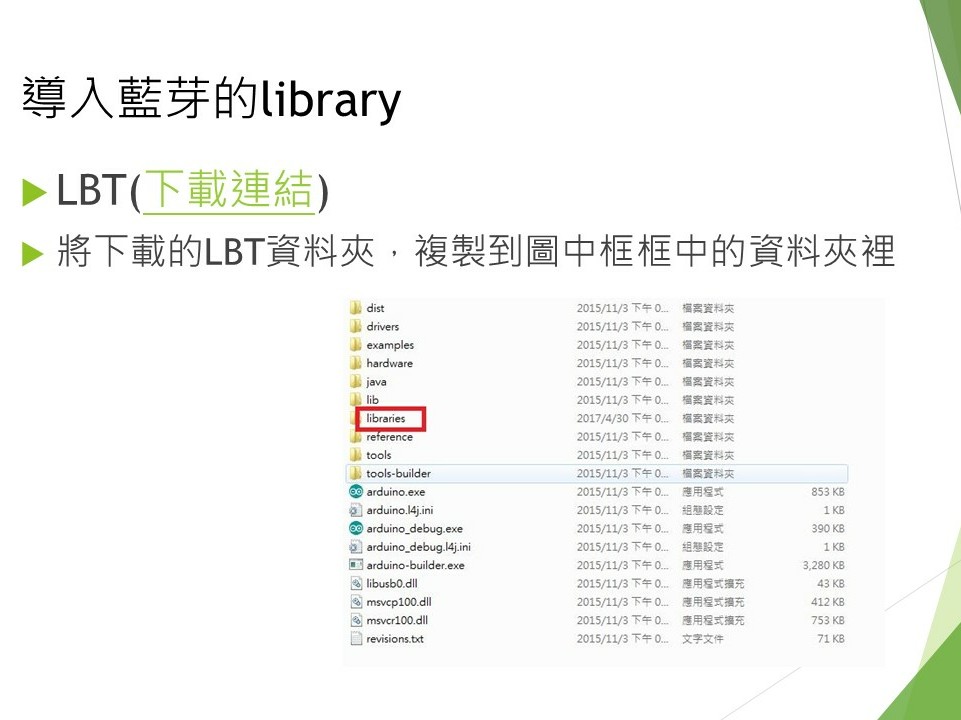 導入藍芽的library
LBT(下載連結)
將下載的LBT資料夾，複製到圖中框框中的資料夾裡
dist 2015/11/3 下午 0... 檔案資料夾
drivers 2015/11/3 下午 0... 檔案資料夾
examples 2015/11/3 下午 0... 檔案資料夾
hardware 2015/11/3 下午 0... 檔案資料夾
java 2015/11/3 下午 0... 檔案資料夾
lib 2015/11/3 下午 0... 檔案資料夾
libraries 2017/4/30 下午 0... 檔案資料夾
reference 2015/11/3 下午 0... 檔案資料夾
tools 2015/11/3 下午 0... 檔案資料夾
tools-builder 2015/11/3 下午 0... 檔案資料夾
arduino.exe 2015/11/3 下午 0... 應用程式 853 KB
arduino.l4j.ini 2015/11/3 下午 0... 組態設定 1 KB
arduino_debug.exe 2015/11/3 下午 0... 應用程式 390 KB
arduino_debug.l4j.ini 2015/11/3 下午 0... 組態設定 1 KB
arduino-builder.exe 2015/11/3 下午 0... 應用程式 3,280 KB
libusb0.dll 2015/11/3 下午 0... 應用程式擴充 43 KB
msvcp100.dll 2015/11/3 下午 0... 應用程式擴充 412 KB
msvcr100.dll 2015/11/3 下午 0... 應用程式擴充 753 KB
revisions.txt 2015/11/3 下午 0... 文字文件 71 KB